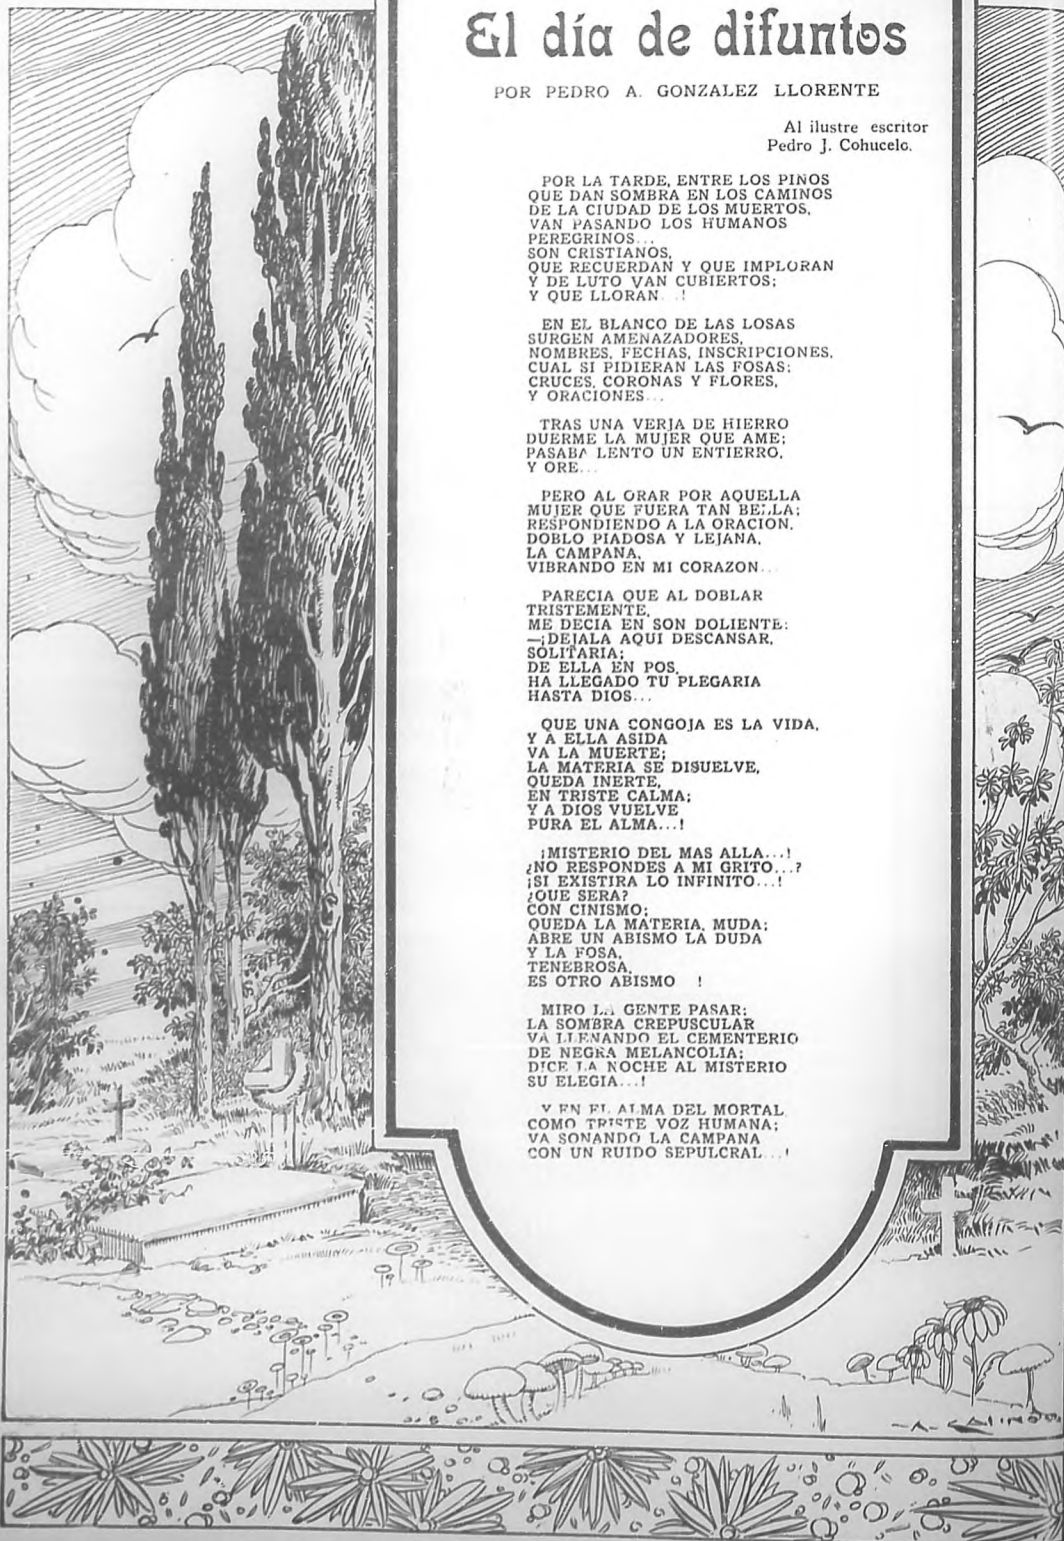 El día de difuntos
POR PEDRO A. GONZALEZ LLORENTE
Al ilustre escritor
Pedro J. Cohucelo.
POR LA TARDE, ENTRE LOS PINOS
QUE DAN SOMBRA EN LOS CAMINOS
DE LA CIUDAD DE LOS MUERTOS,
VAN PASANDO LOS HUMANOS
PEREGRINOS...
SON CRISTIANOS,
QUE RECUERDAN Y QUE IMPLORAN
Y DE LUTO VAN CUBIERTOS;
Y QUE LLORAN...!
EN EL BLANCO DE LAS LOSAS
SURGEN AMENAZADORES,
NOMBRES, FECHAS, INSCRIPCIONES,
CUAL SI PIDIERAN LAS FOSAS;
CRUCES, CORONAS Y FLORES,
Y ORACIONES...
TRAS UNA VERJA DE HIERRO
DUERME LA MUJER QUE AME;
PASABA LENTO UN ENTIERRO,
Y ORE...
PERO AL ORAR POR AQUELLA
MUJER QUE FUERA TAN BELLA;
RESPONDIENDO A LA ORACION,
DOBLO PIADOSA Y LEJANA,
LA CAMPANA,
VIBRANDO EN MI CORAZON...
PARECIA QUE AL DOBLAR
TRISTEMENTE,
ME DECIA EN SON DOLIENTE:
—¡DEJALA AQUI DESCANSAR,
SOLITARIA;
DE ELLA EN POS,
HA LLEGADO TU PLEGARIA
HASTA DIOS...
QUE UNA CONGOJA ES LA VIDA,
Y A ELLA ASIDA
VA LA MUERTE;
LA MATERIA SE DISUELVE,
QUEDA INERTE,
EN TRISTE CALMA;
Y A DIOS VUELVE
PURA EL ALMA...!
¡MISTERIO DEL MAS ALLA...!
¿NO RESPONDES A MI GRITO...?
¡SI EXISTIRA LO INFINITO...!
¿QUE SERA?
CON CINISMO;
QUEDA LA MATERIA, MUDA;
ABRE UN ABISMO LA DUDA
Y LA FOSA,
TENEBROSA,
ES OTRO ABISMO !
MIRO LA GENTE PASAR;
LA SOMBRA CREPUSCULAR
VA LLENANDO EL CEMENTERIO
DE NEGRA MELANCOLIA;
DICE LA NOCHE AL MISTERIO
SU ELEGIA...!
Y EN EL ALMA DEL MORTAL
COMO TRISTE VOZ HUMANA;
VA SONANDO LA CAMPANA
CON UN RUIDO SEPULCRAL...!
A. GALINDO